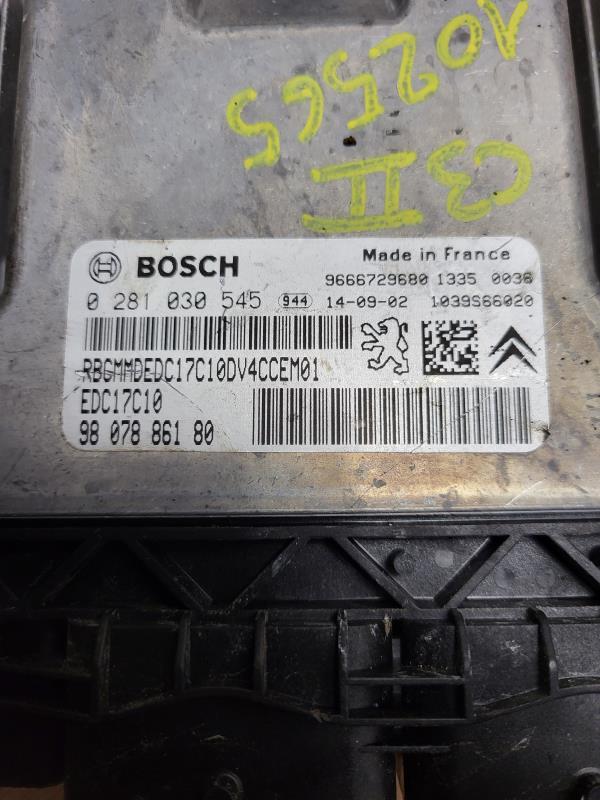 A02565
C3 II
BOSCH
Made in France
9666729680 1335 0038
0 281 030 545 944 14-09-02 1039S66020
RBGMMDEDC17C10DV4CCEM01
EDC17C10
98 078 861 80